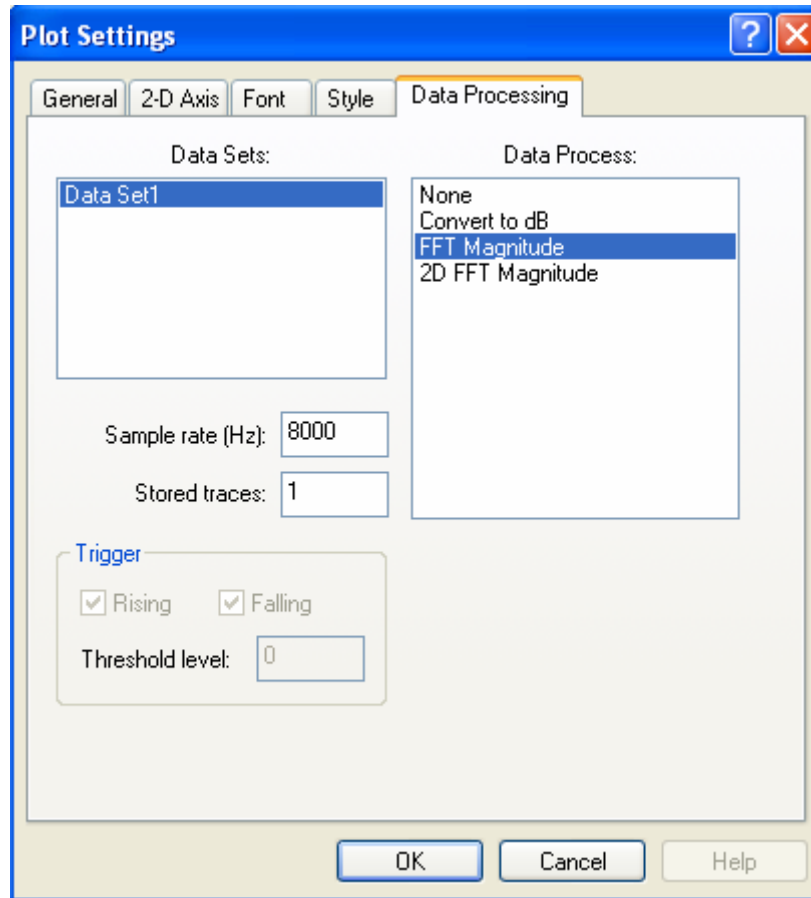 Plot Settings
General 2-D Axis Font Style Data Processing
Data Sets:
Data Set1
Data Process:
None
Convert to dB
FFT Magnitude
2D FFT Magnitude
Sample rate (Hz): 8000
Stored traces: 1
Trigger
Rising Falling
Threshold level: 0
OK Cancel Help